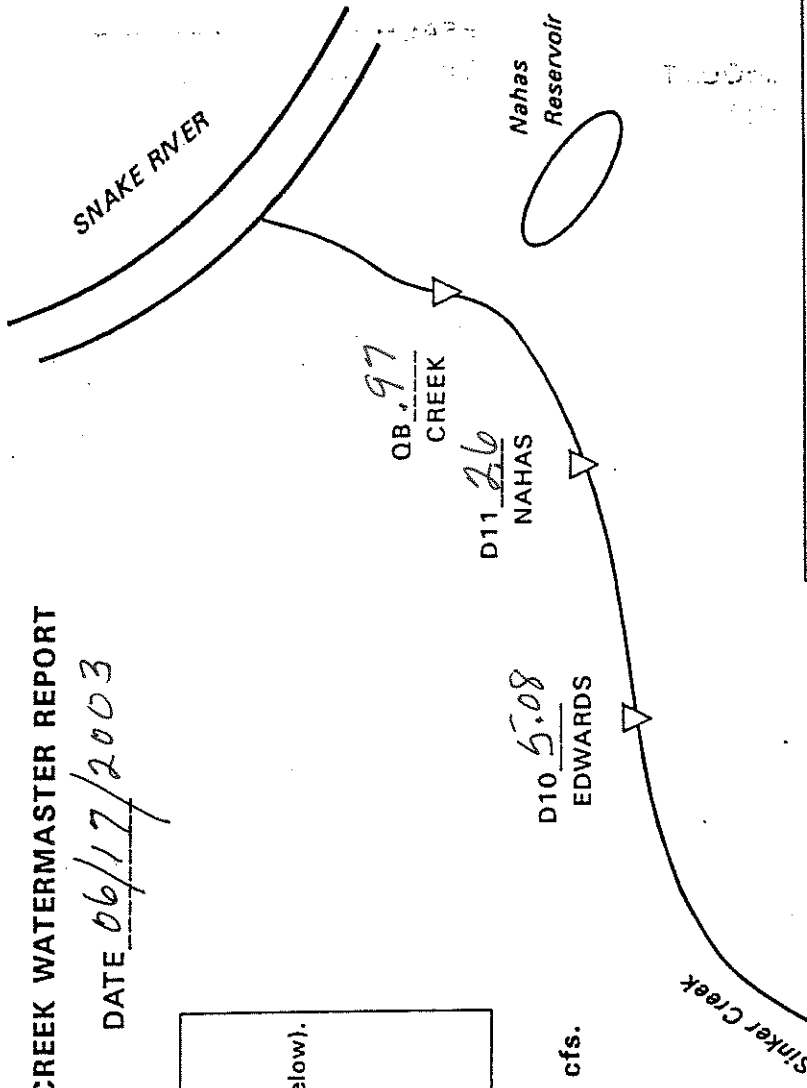 CREEK WATERMASTER REPORT
DATE 06/17/2003
elow).
cfs.
SNAKE RIVER
Nahas
Reservoir
QB .97
CREEK
D11 26
NAHAS
D10 5.08
EDWARDS
Sinker Creek